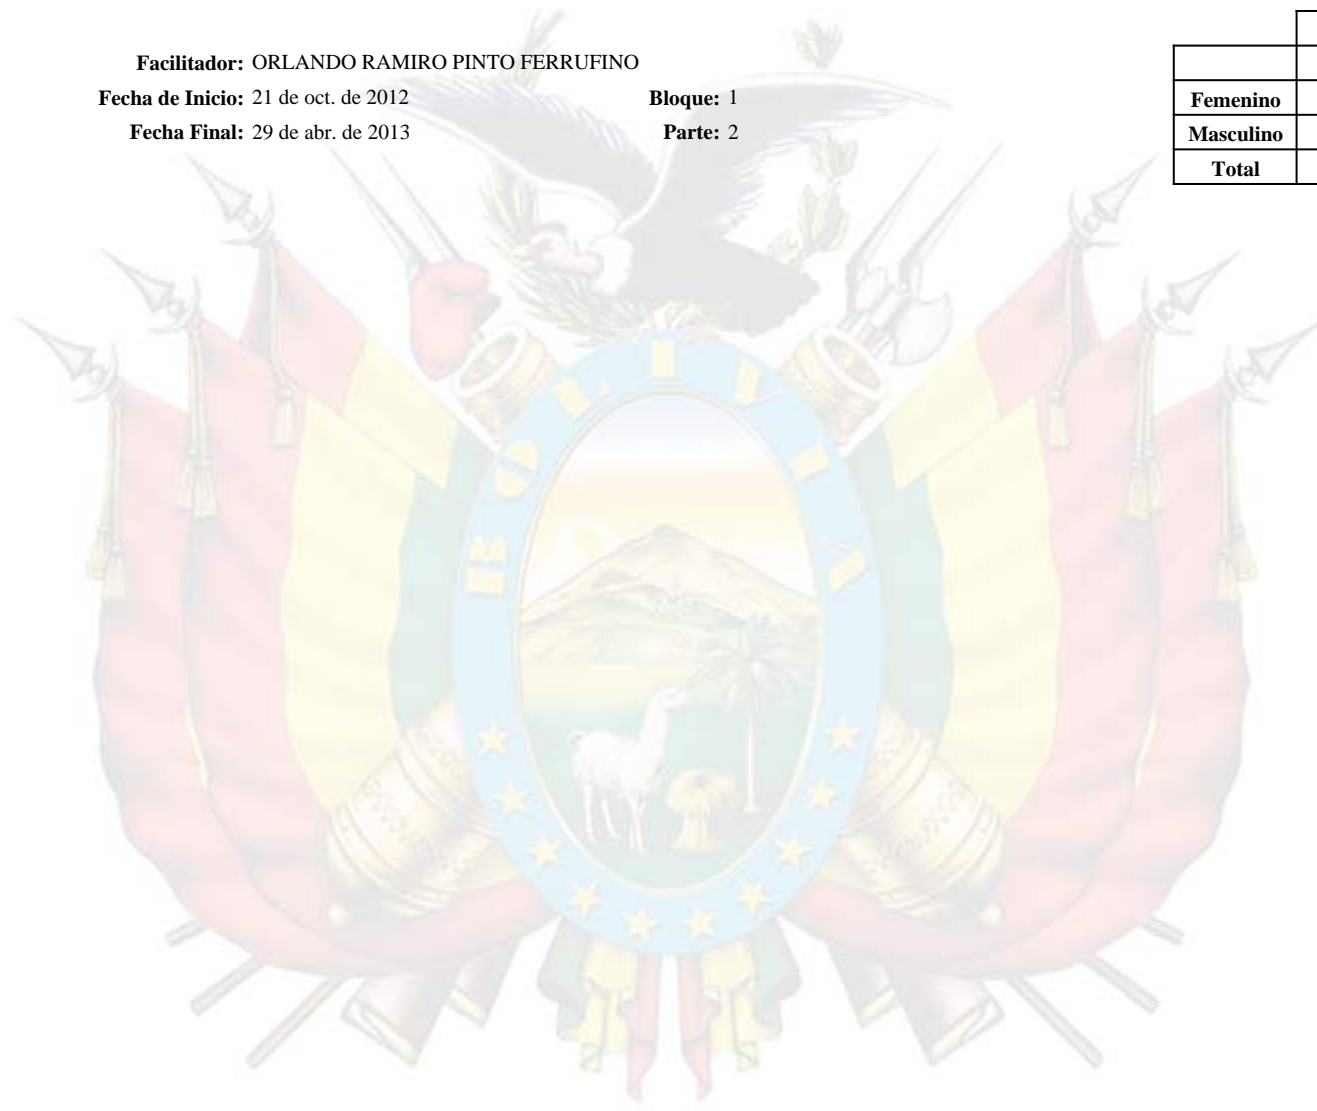 Facilitador: ORLANDO RAMIRO PINTO FERRUFINO
Fecha de Inicio: 21 de oct. de 2012 Bloque: 1
Fecha Final: 29 de abr. de 2013 Parte: 2
Femenino
Masculino
Total
BOLIVIA